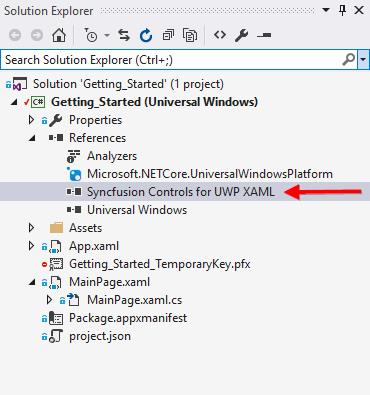 Solution Explorer
Search Solution Explorer (Ctrl+;)
Solution 'Getting_Started' (1 project)
C# Getting_Started (Universal Windows)
Properties
References
Analyzers
Microsoft.NETCore.UniversalWindowsPlatform
Syncfusion Controls for UWP XAML
Universal Windows
Assets
App.xaml
Getting_Started_TemporaryKey.pfx
MainPage.xaml
MainPage.xaml.cs
Package.appxmanifest
project.json